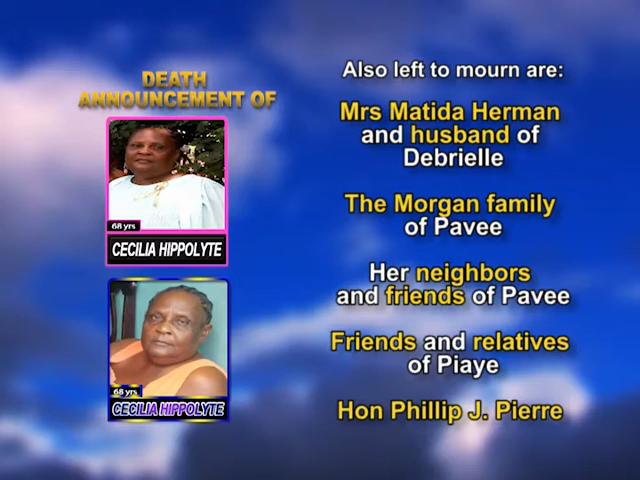 DEATH
ANNOUNCEMENT OF
68 yrs
CECILIA HIPPOLYTE
68 yrs
CECILIA HIPPOLYTE
Also left to mourn are:
Mrs Matida Herman
and husband of
Debrielle
The Morgan family
of Pavee
Her neighbors
and friends of Pavee
Friends and relatives
of Piaye
Hon Phillip J. Pierre